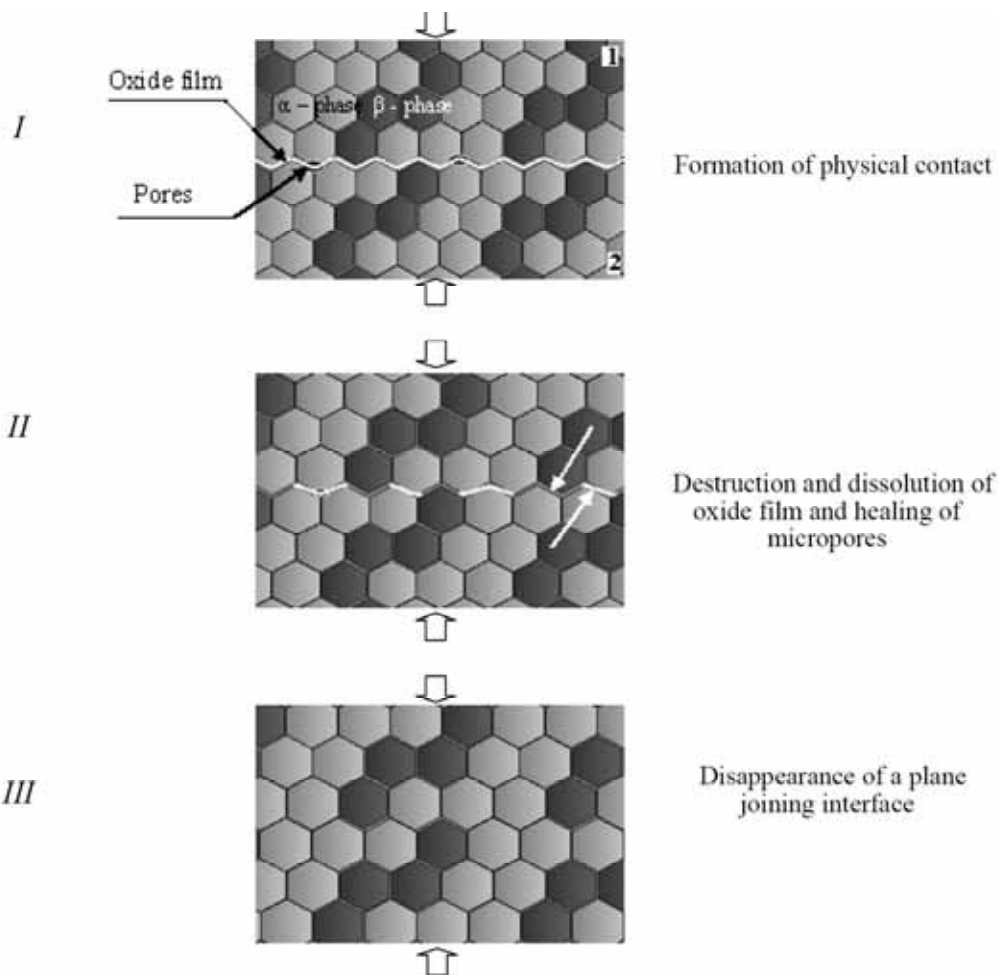 1
Oxide film
α – phase β - phase
I
Formation of physical contact
Pores
2
II
Destruction and dissolution of
oxide film and healing of
micropores
III
Disappearance of a plane
joining interface